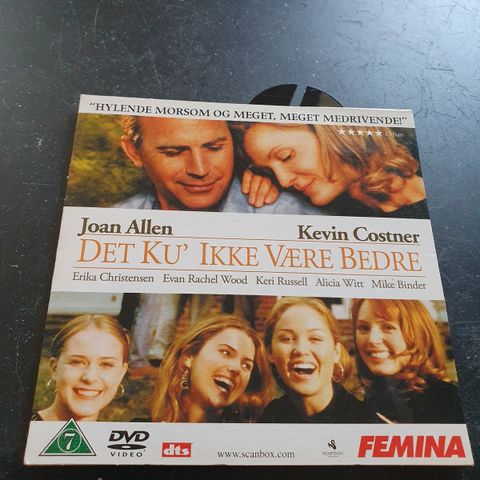 "HYLENDE MORSOM OG MEGET, MEGET MEDRIVENDE!"
Joan Allen Kevin Costner
DET KU' IKKE VÆRE BEDRE
Erika Christensen Evan Rachel Wood Keri Russell Alicia Witt Mike Binder
7 DVD VIDEO dts www.scanbox.com scanbox FEMINA